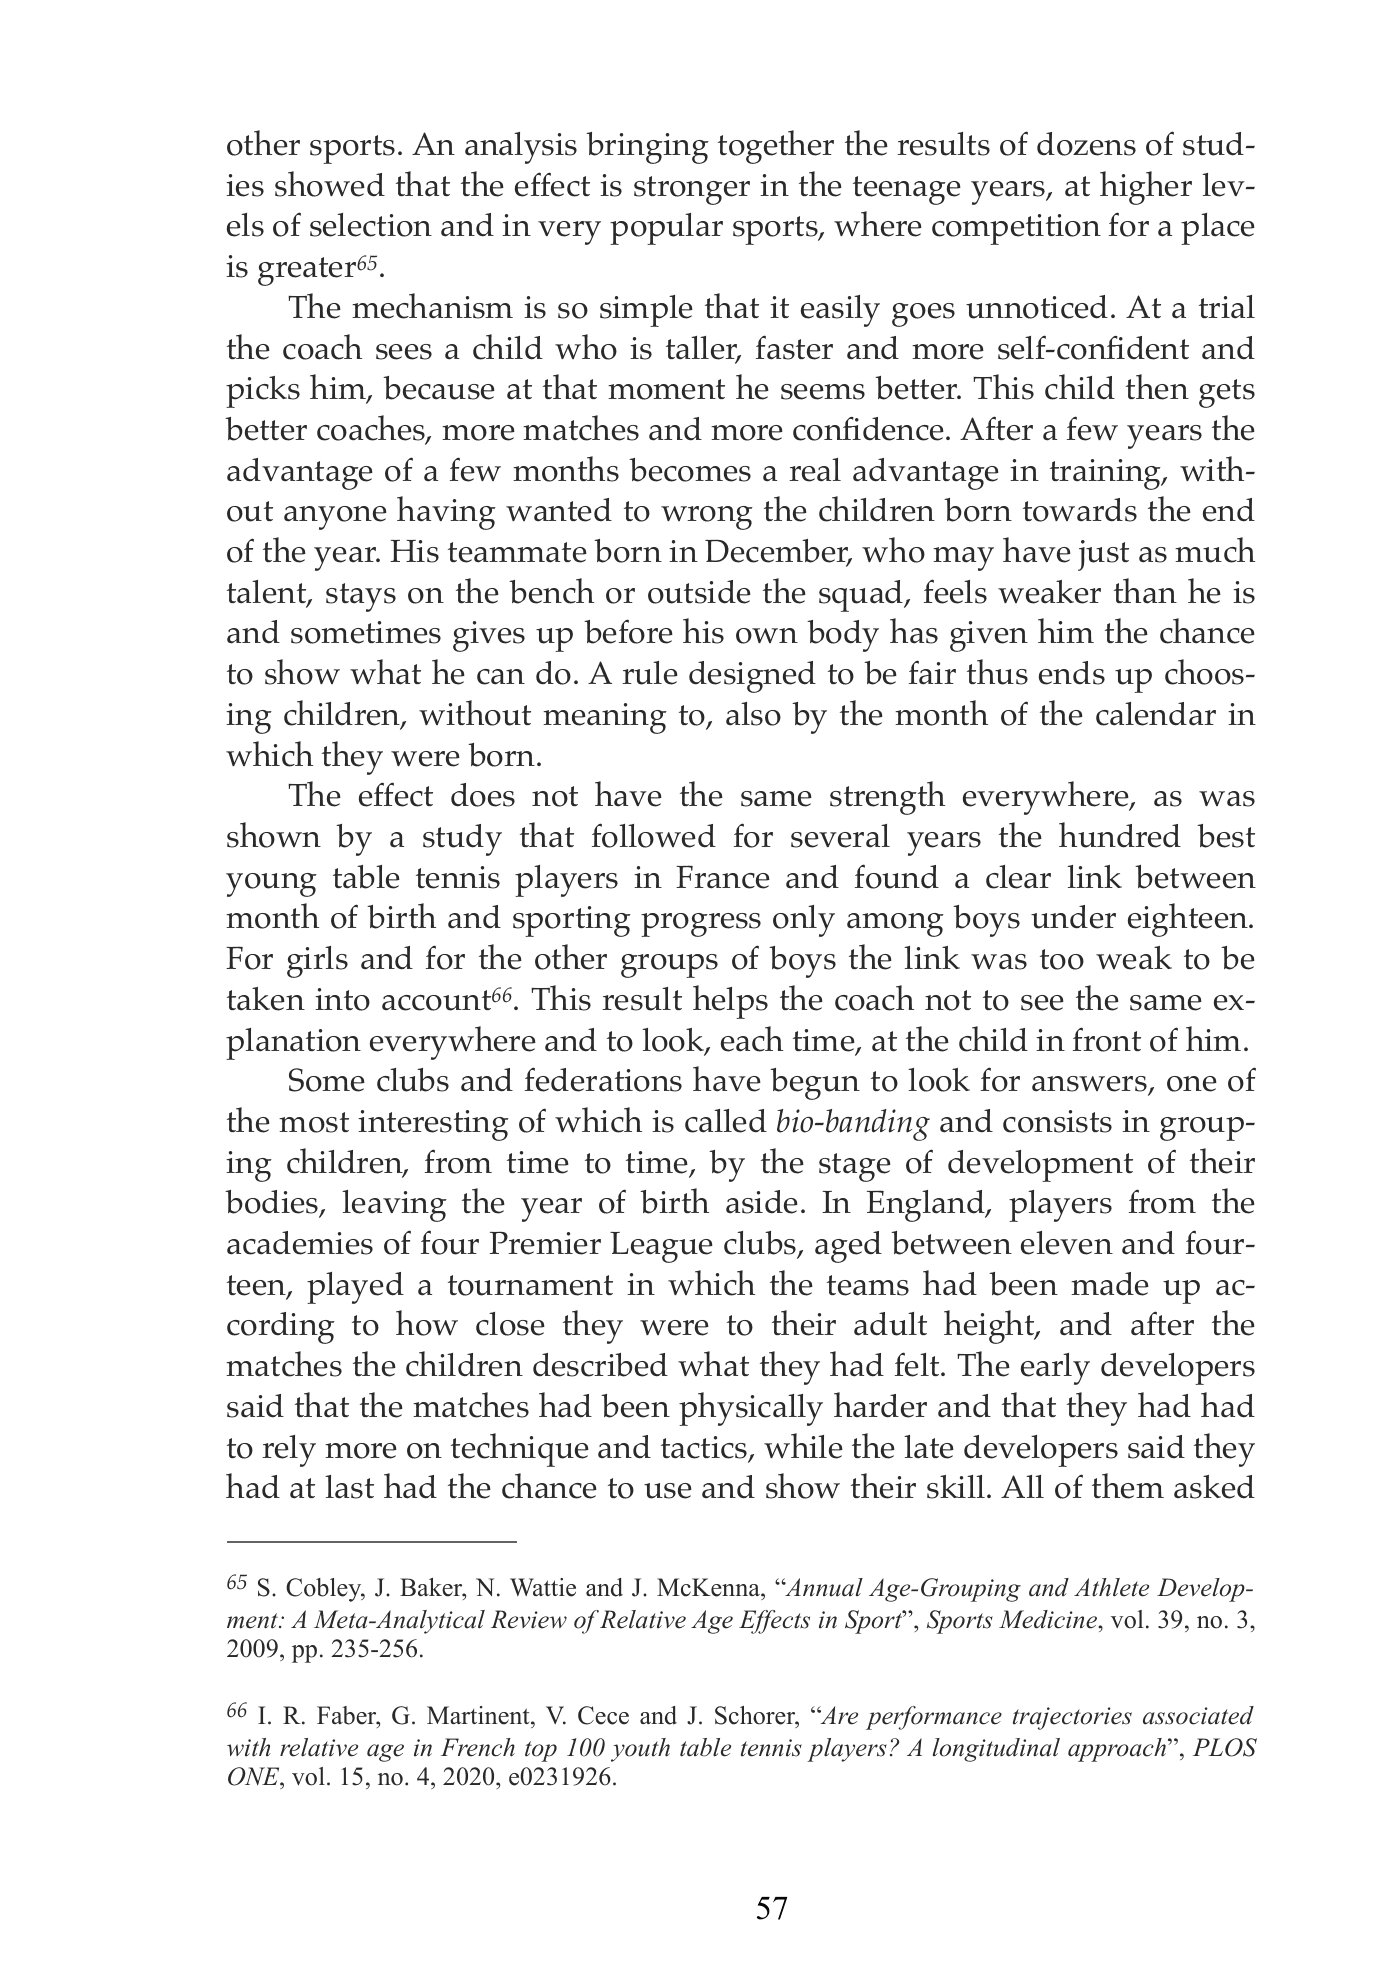 other sports. An analysis bringing together the results of dozens of stud-
ies showed that the effect is stronger in the teenage years, at higher lev-
els of selection and in very popular sports, where competition for a place
is greater65.
The mechanism is so simple that it easily goes unnoticed. At a trial
the coach sees a child who is taller, faster and more self-confident and
picks him, because at that moment he seems better. This child then gets
better coaches, more matches and more confidence. After a few years the
advantage of a few months becomes a real advantage in training, with-
out anyone having wanted to wrong the children born towards the end
of the year. His teammate born in December, who may have just as much
talent, stays on the bench or outside the squad, feels weaker than he is
and sometimes gives up before his own body has given him the chance
to show what he can do. A rule designed to be fair thus ends up choos-
ing children, without meaning to, also by the month of the calendar in
which they were born.
The effect does not have the same strength everywhere, as was
shown by a study that followed for several years the hundred best
young table tennis players in France and found a clear link between
month of birth and sporting progress only among boys under eighteen.
For girls and for the other groups of boys the link was too weak to be
taken into account66. This result helps the coach not to see the same ex-
planation everywhere and to look, each time, at the child in front of him.
Some clubs and federations have begun to look for answers, one of
the most interesting of which is called bio-banding and consists in group-
ing children, from time to time, by the stage of development of their
bodies, leaving the year of birth aside. In England, players from the
academies of four Premier League clubs, aged between eleven and four-
teen, played a tournament in which the teams had been made up ac-
cording to how close they were to their adult height, and after the
matches the children described what they had felt. The early developers
said that the matches had been physically harder and that they had had
to rely more on technique and tactics, while the late developers said they
had at last had the chance to use and show their skill. All of them asked
65 S. Cobley, J. Baker, N. Wattie and J. McKenna, “Annual Age-Grouping and Athlete Develop-
ment: A Meta-Analytical Review of Relative Age Effects in Sport”, Sports Medicine, vol. 39, no. 3,
2009, pp. 235-256.
66 I. R. Faber, G. Martinent, V. Cece and J. Schorer, “Are performance trajectories associated
with relative age in French top 100 youth table tennis players? A longitudinal approach”, PLOS
ONE, vol. 15, no. 4, 2020, e0231926.
57